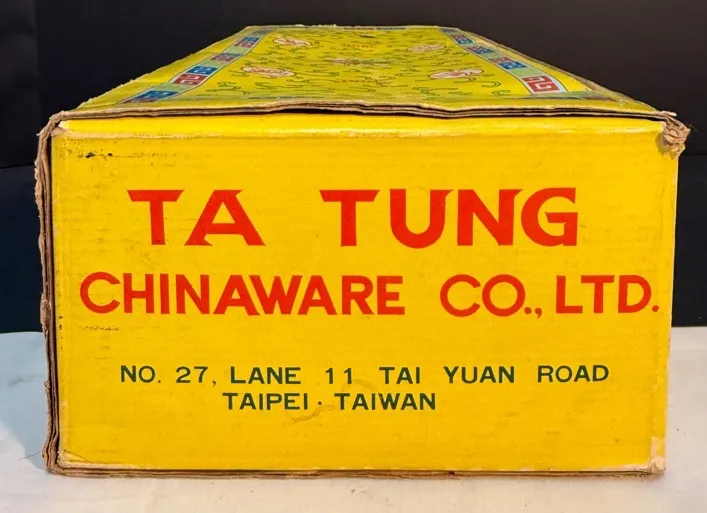 TA TUNG
CHINAWARE CO., LTD.
NO. 27, LANE 11 TAI YUAN ROAD
TAIPEI · TAIWAN